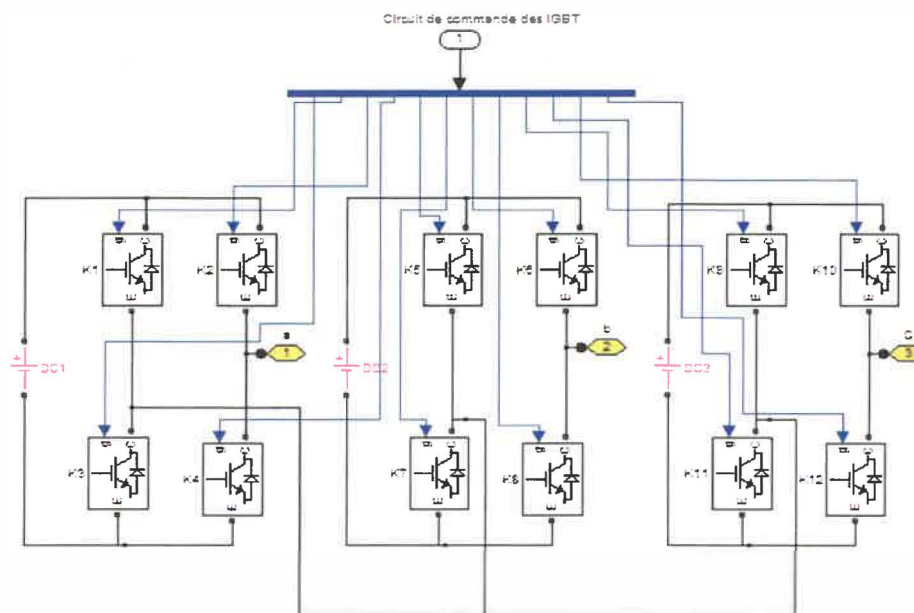 Circuit de commande des IGBT
1
g C
K1
E
g C
K2
E
g C
K5
E
g C
K6
E
g C
K9
E
g C
K10
E
a
1
b
2
c
3
+
DC1
+
DC2
+
DC3
g C
K3
E
g C
K4
E
g C
K7
E
g C
K8
E
g C
K11
E
g C
K12
E